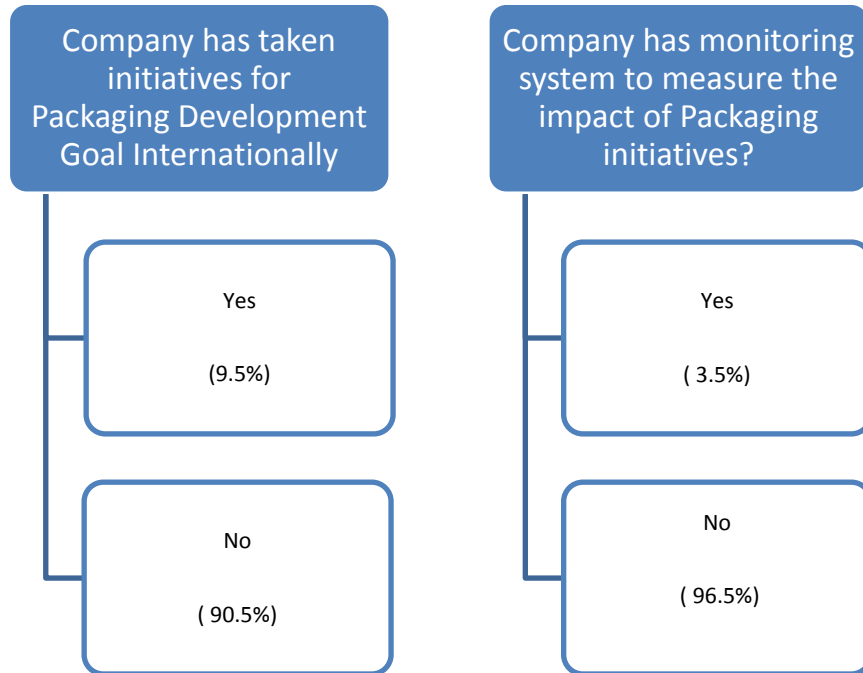 Company has taken
initiatives for
Packaging Development
Goal Internationally
Yes
(9.5%)
No
( 90.5%)
Company has monitoring
system to measure the
impact of Packaging
initiatives?
Yes
( 3.5%)
No
( 96.5%)